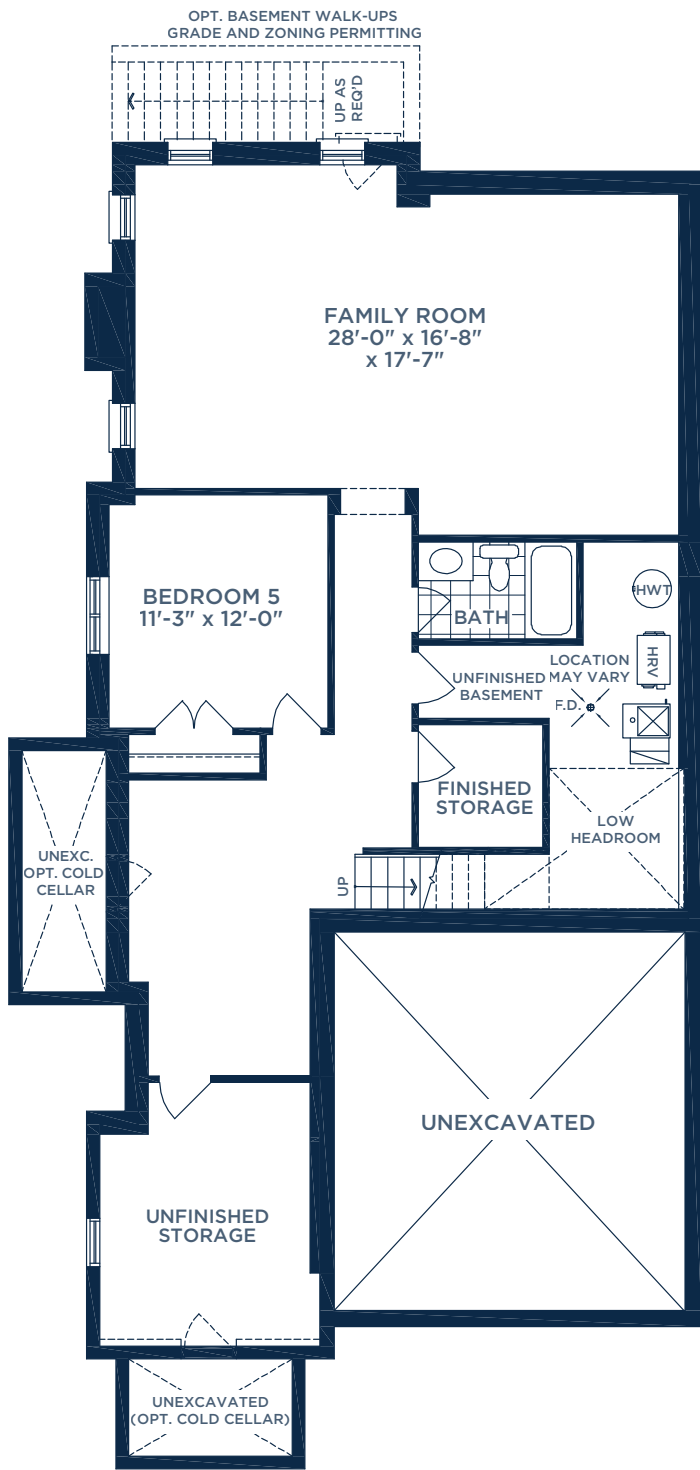 OPT. BASEMENT WALK-UPS
GRADE AND ZONING PERMITTING
UP AS
REQ'D
FAMILY ROOM
28'-0" x 16'-8"
x 17'-7"
BEDROOM 5
11'-3" x 12'-0"
BATH
HWT
HRV
LOCATION
MAY VARY
UNFINISHED
BASEMENT
F.D.
FINISHED
STORAGE
LOW
HEADROOM
UNEXC.
OPT. COLD
CELLAR
UP
UNEXCAVATED
UNFINISHED
STORAGE
UNEXCAVATED
(OPT. COLD CELLAR)